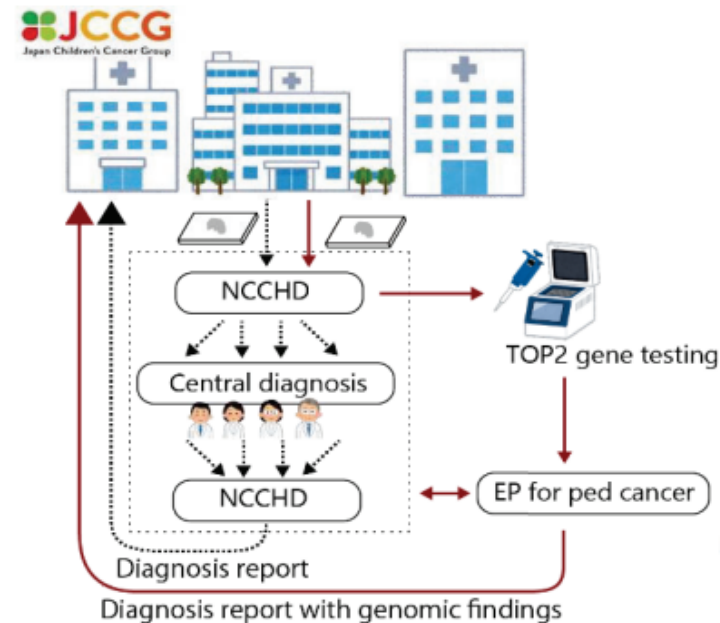 JCCG
Japan Children's Cancer Group
NCCHD
TOP2 gene testing
Central diagnosis
NCCHD
EP for ped cancer
Diagnosis report
Diagnosis report with genomic findings